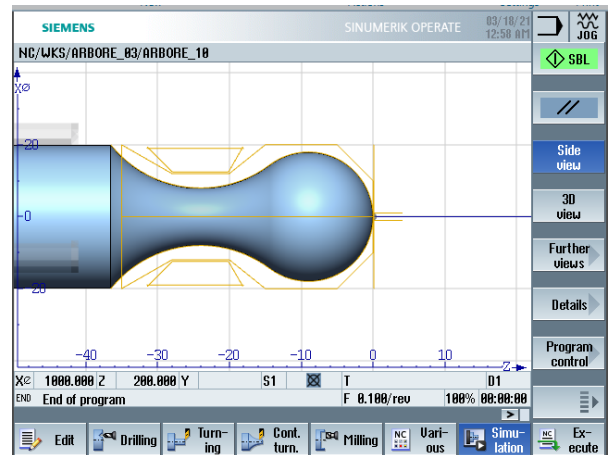 SIEMENS
SINUMERIK OPERATE
03/18/21
12:58 AM
JOG
NC/WKS/ARBORE_03/ARBORE_10
SBL
//
Side
view
3D
view
Further
views
Details
Program
control
XØ
-20
-0
20
-40
-30
-20
-10
0
10
Z
XØ 1000.000 Z 200.000 Y S1 T D1
END End of program F 0.100/rev 100% 00:00:00
>
Edit
Drilling
Turn-
ing
Cont.
turn.
Milling
NC
Vari-
ous
Simu-
lation
NC
Ex-
ecute